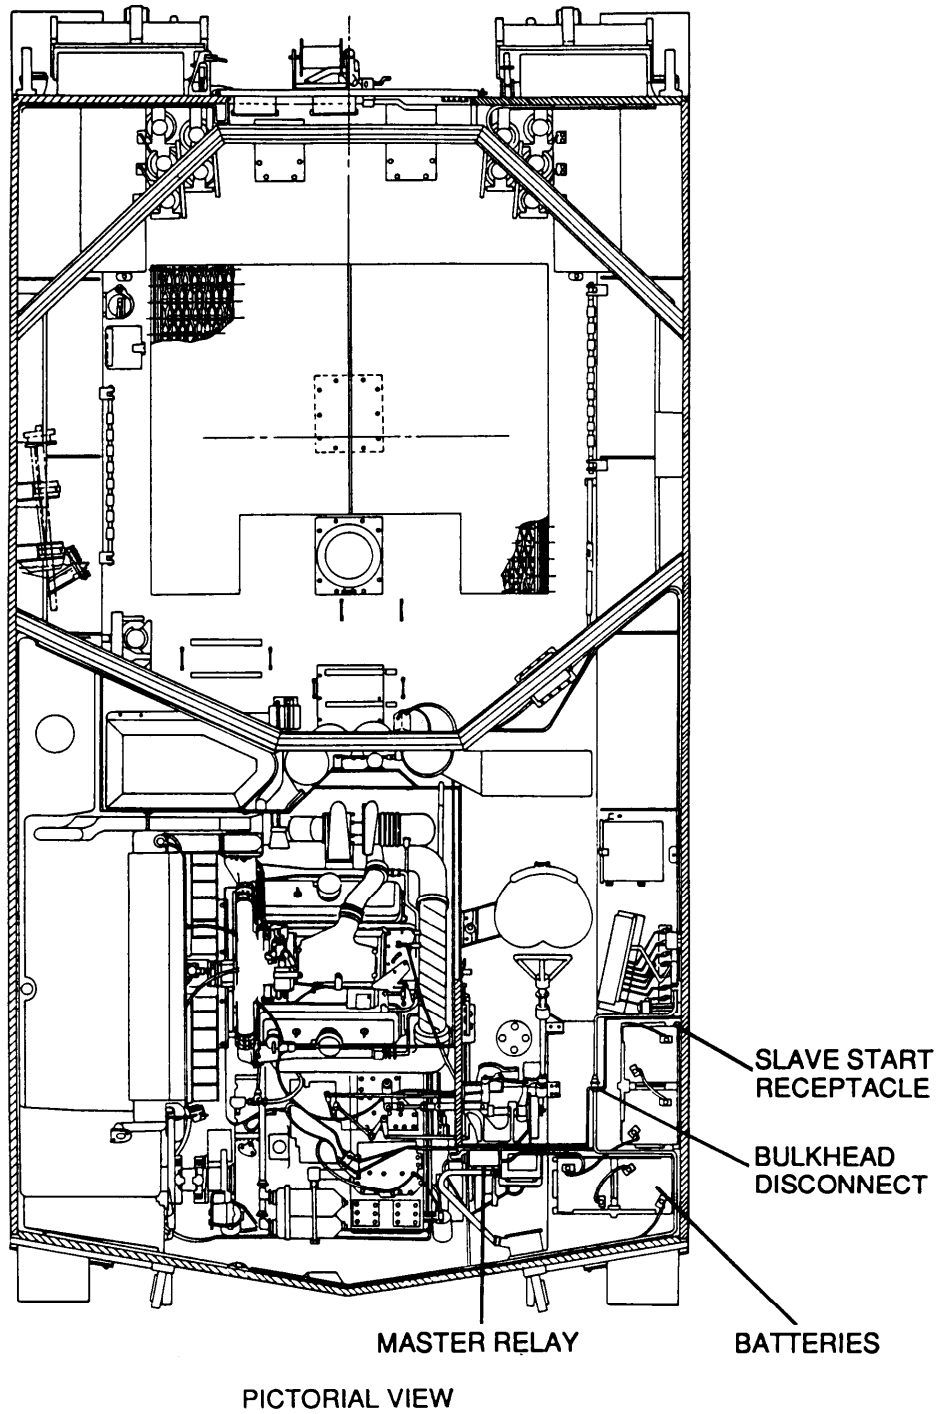 SLAVE START
RECEPTACLE
BULKHEAD
DISCONNECT
MASTER RELAY
BATTERIES
PICTORIAL VIEW